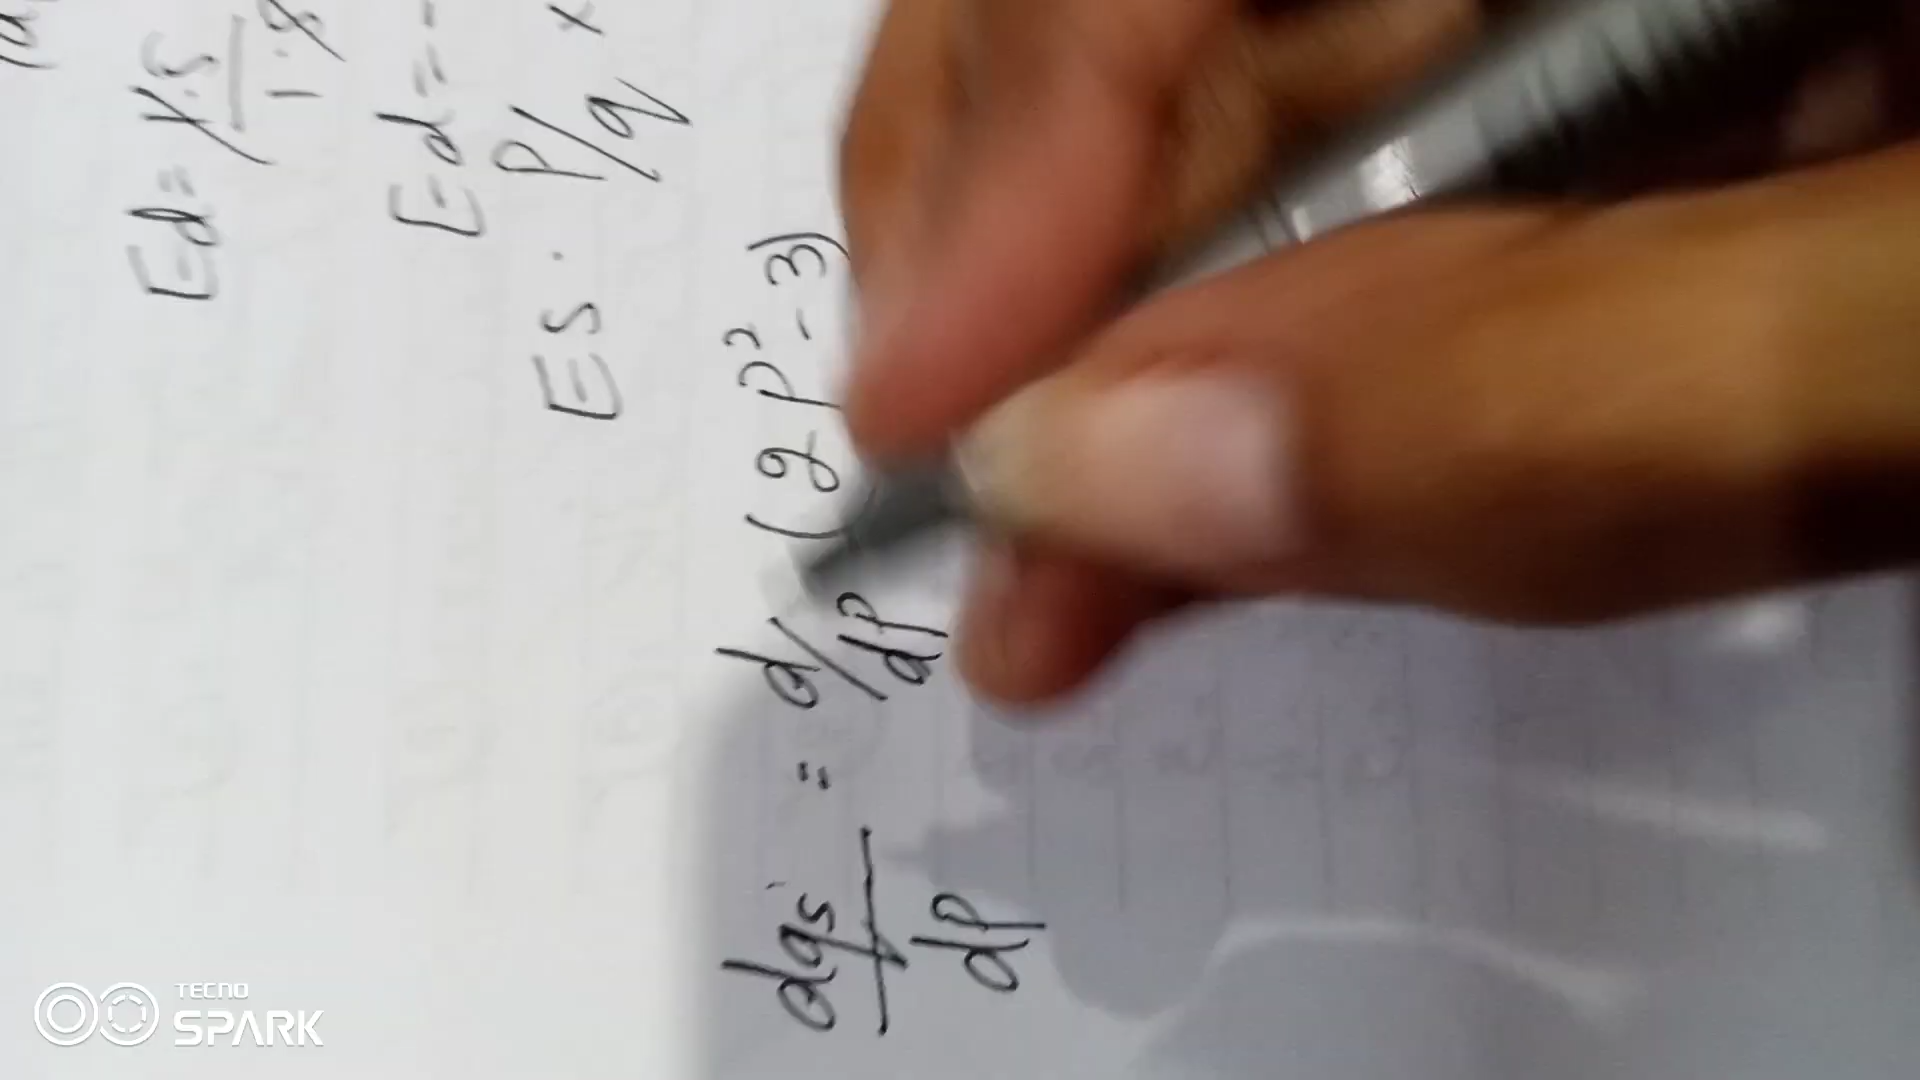 Ed =
Ed = -
Es · P/q ×
dqs/dp = d/dp (2p² - 3)
TECNO
SPARK